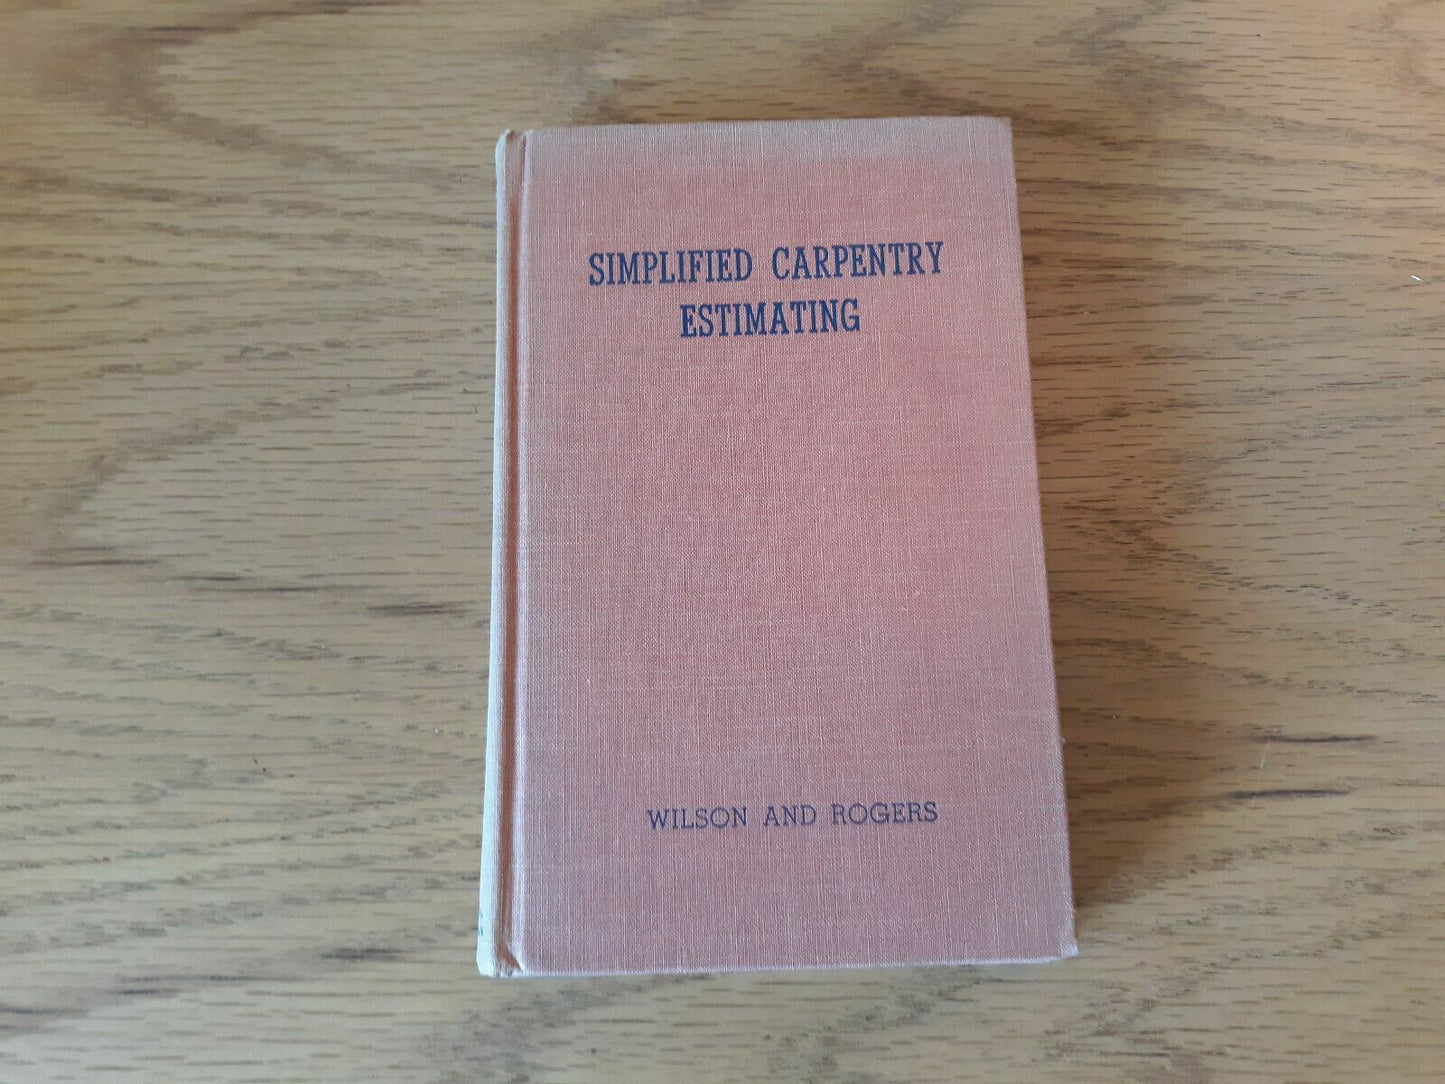 SIMPLIFIED CARPENTRY
ESTIMATING
WILSON AND ROGERS